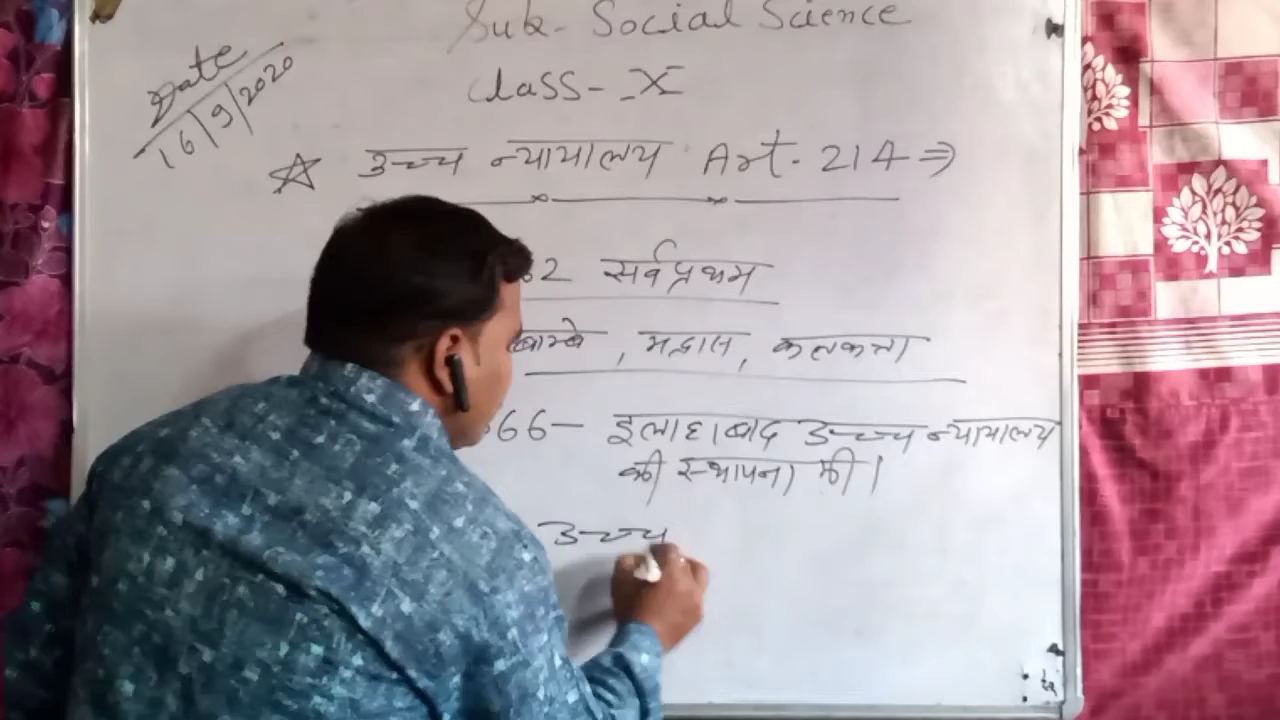 Sub- Social Science
Date
16/9/2020
Class- X
उच्च न्यायालय Art. 214 ⇒
62 सर्वप्रथम
बाम्बे, मद्रास, कलकत्ता
66- इलाहाबाद उच्च न्यायालय
की स्थापना की।
उच्च